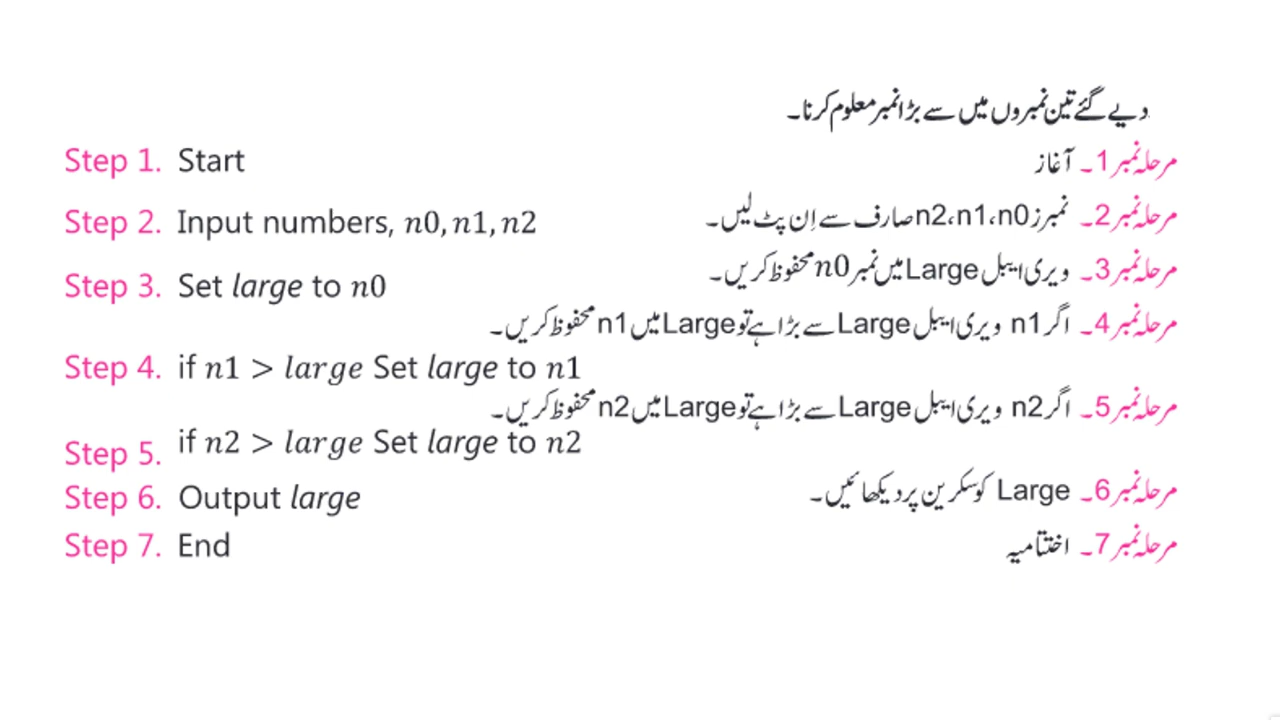 دیے گئے تین نمبروں میں سے بڑا نمبر معلوم کرنا۔
Step 1. Start
مرحلہ نمبر 1۔ آغاز
Step 2. Input numbers, n0, n1, n2
مرحلہ نمبر 2۔ نمبرز n0،n1،n2 صارف سے اِن پٹ لیں۔
Step 3. Set large to n0
مرحلہ نمبر 3۔ ویری ایبل Large میں نمبر n0 محفوظ کریں۔
مرحلہ نمبر 4۔ اگر n1 ویری ایبل Large سے بڑا ہے تو Large میں n1 محفوظ کریں۔
Step 4. if n1 > large Set large to n1
مرحلہ نمبر 5۔ اگر n2 ویری ایبل Large سے بڑا ہے تو Large میں n2 محفوظ کریں۔
Step 5. if n2 > large Set large to n2
Step 6. Output large
مرحلہ نمبر 6۔ Large کو سکرین پر دیکھائیں۔
Step 7. End
مرحلہ نمبر 7۔ اختتامیہ